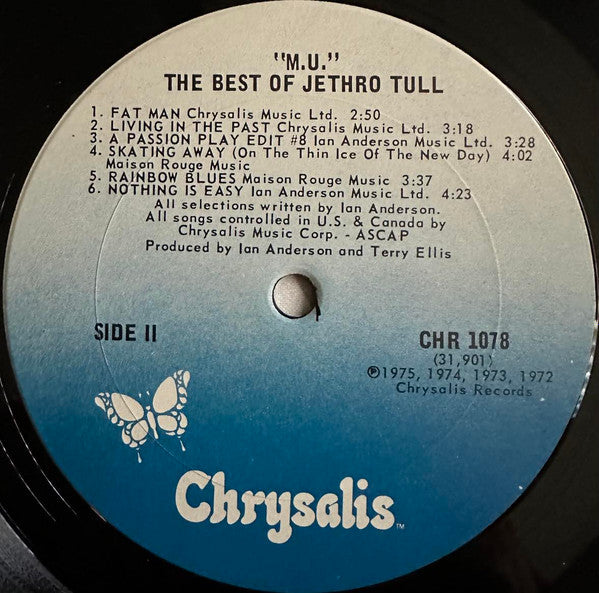 "M.U."
THE BEST OF JETHRO TULL
1. FAT MAN Chrysalis Music Ltd. 2:50
2. LIVING IN THE PAST Chrysalis Music Ltd. 3:18
3. A PASSION PLAY EDIT #8 Ian Anderson Music Ltd. 3:28
4. SKATING AWAY (On The Thin Ice Of The New Day) 4:02
Maison Rouge Music
5. RAINBOW BLUES Maison Rouge Music 3:37
6. NOTHING IS EASY Ian Anderson Music Ltd. 4:23
All selections written by Ian Anderson.
All songs controlled in U.S. & Canada by
Chrysalis Music Corp. - ASCAP
Produced by Ian Anderson and Terry Ellis
SIDE II
CHR 1078
(31,901)
℗1975, 1974, 1973, 1972
Chrysalis Records
Chrysalis™